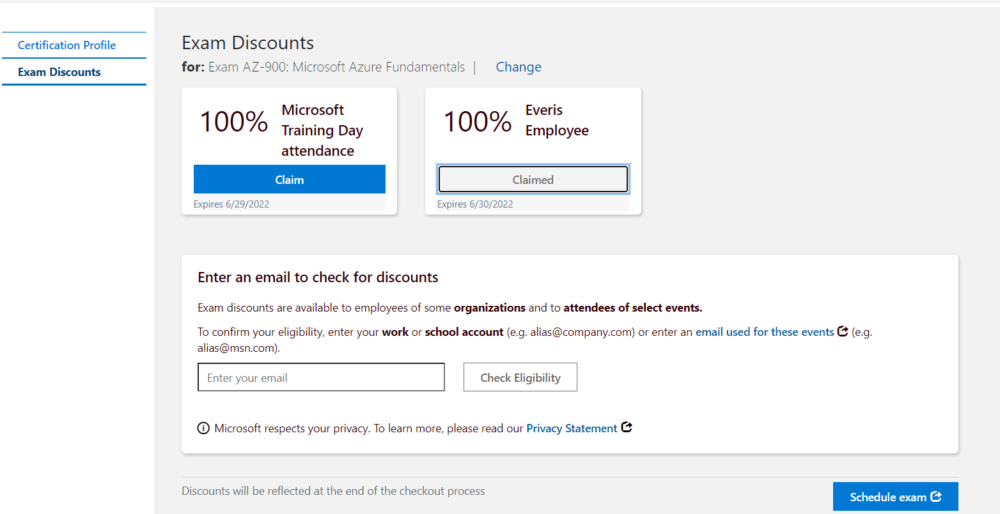 Certification Profile
Exam Discounts
Exam Discounts
for: Exam AZ-900: Microsoft Azure Fundamentals | Change
100%
Microsoft
Training Day
attendance
Claim
Expires 6/29/2022
100%
Everis
Employee
Claimed
Expires 6/30/2022
Enter an email to check for discounts
Exam discounts are available to employees of some organizations and to attendees of select events.
To confirm your eligibility, enter your work or school account (e.g. alias@company.com) or enter an email used for these events (e.g.
alias@msn.com).
Enter your email
Check Eligibility
Microsoft respects your privacy. To learn more, please read our Privacy Statement
Discounts will be reflected at the end of the checkout process
Schedule exam